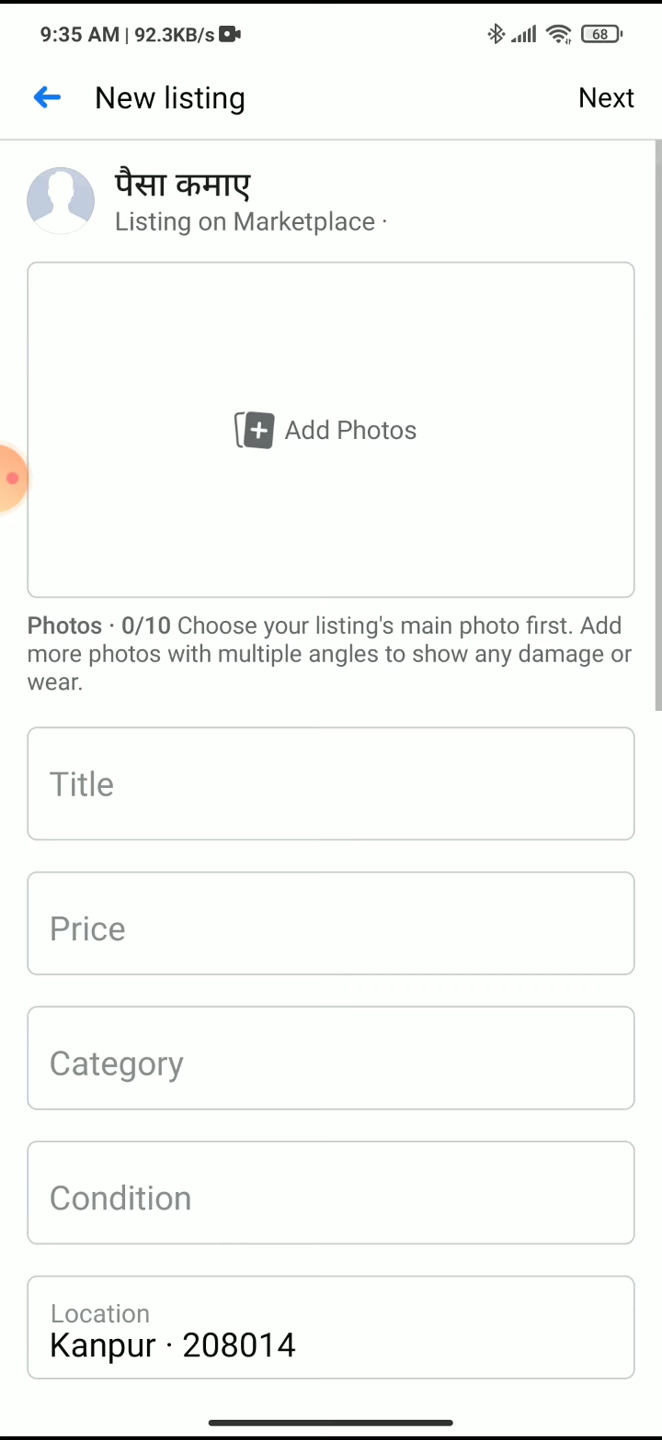 9:35 AM | 92.3KB/s 68
New listing Next
पैसा कमाए
Listing on Marketplace ·
Add Photos
Photos · 0/10 Choose your listing's main photo first. Add
more photos with multiple angles to show any damage or
wear.
Title
Price
Category
Condition
Location
Kanpur · 208014